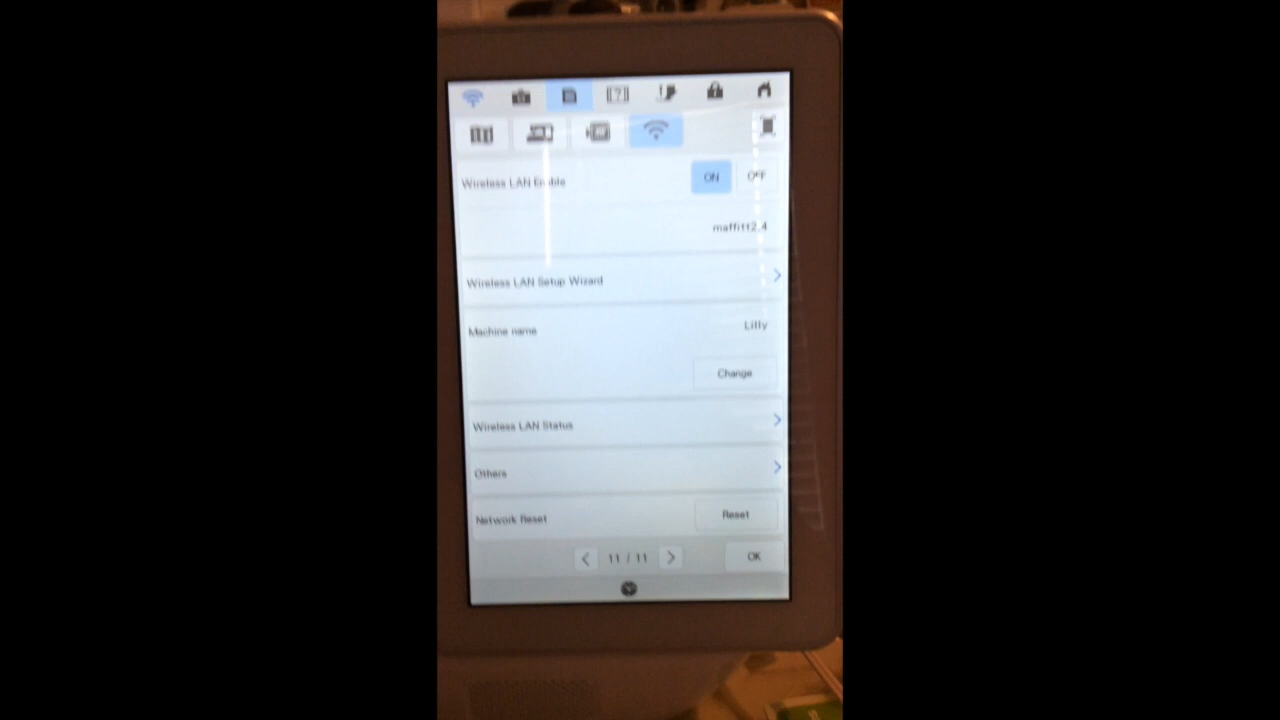 Wireless LAN Enable ON OFF
maffitt2.4
Wireless LAN Setup Wizard
Machine name Lilly
Change
Wireless LAN Status
Others
Network Reset Reset
11 / 11 OK